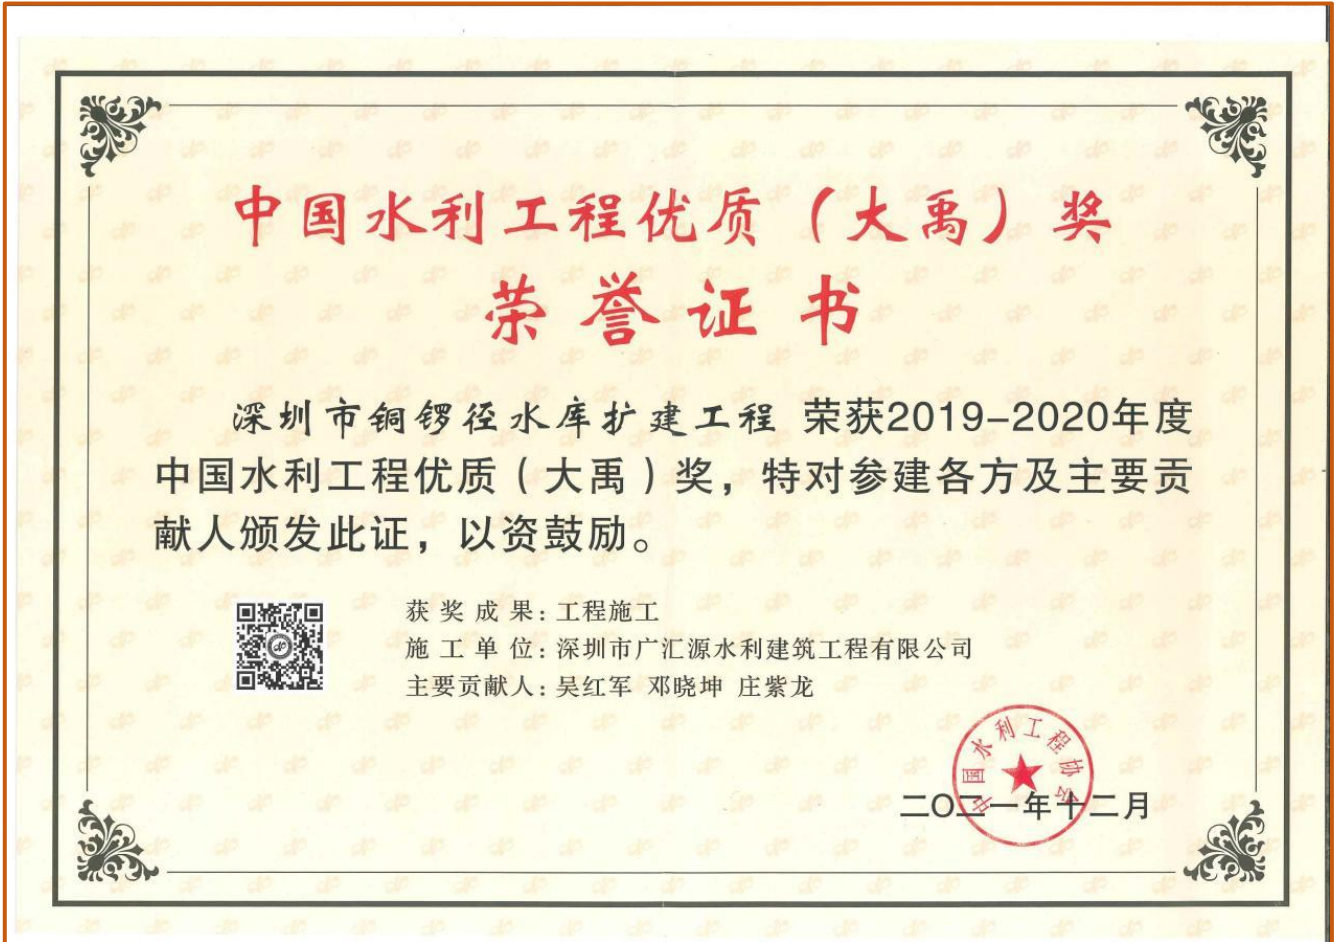 中国水利工程优质（大禹）奖
荣誉证书
深圳市铜锣径水库扩建工程 荣获2019-2020年度
中国水利工程优质（大禹）奖，特对参建各方及主要贡
献人颁发此证，以资鼓励。
获奖成果：工程施工
施工单位：深圳市广汇源水利建筑工程有限公司
主要贡献人：吴红军 邓晓坤 庄紫龙
中国水利工程协会
二〇二一年十二月